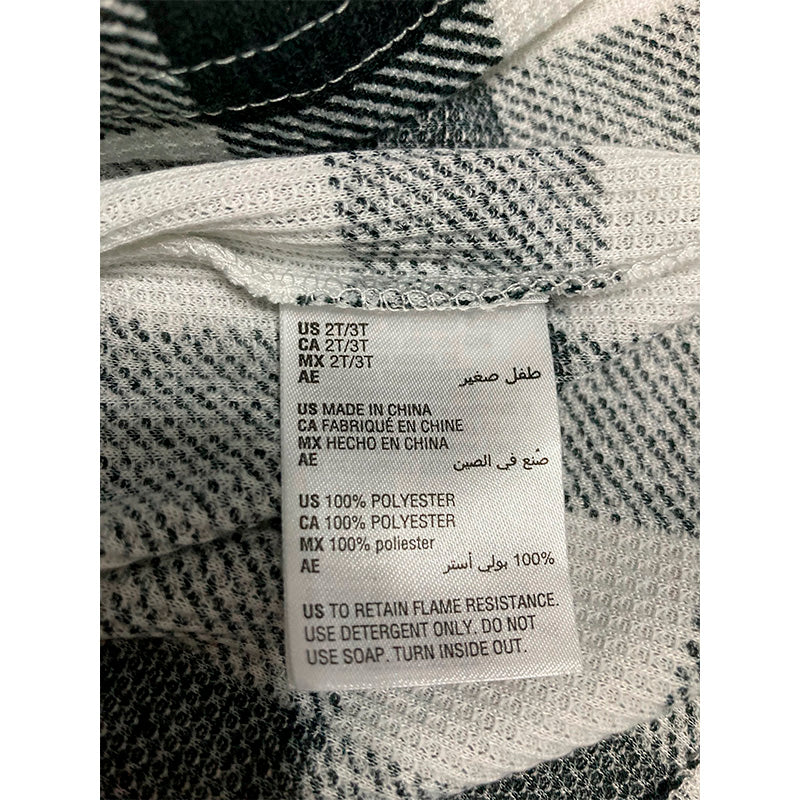 US 2T/3T
CA 2T/3T
MX 2T/3T
AE طفل صغير
US MADE IN CHINA
CA FABRIQUÉ EN CHINE
MX HECHO EN CHINA
AE صُنع في الصين
US 100% POLYESTER
CA 100% POLYESTER
MX 100% poliester
AE 100% بولي أستر
US TO RETAIN FLAME RESISTANCE.
USE DETERGENT ONLY. DO NOT
USE SOAP. TURN INSIDE OUT.